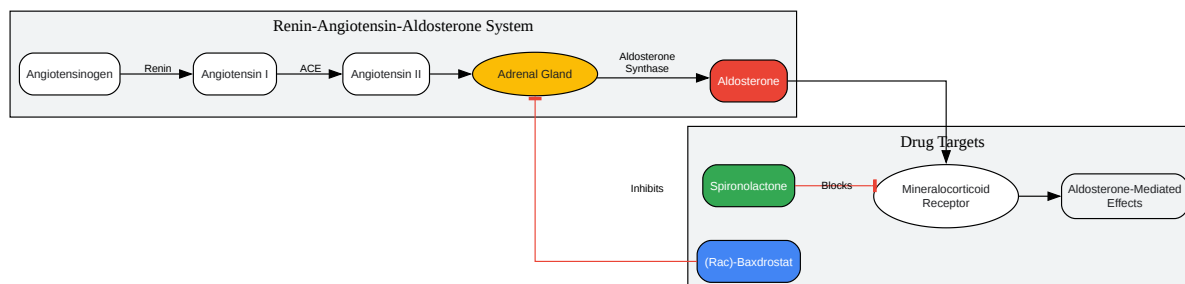 Renin-Angiotensin-Aldosterone System
Angiotensinogen
Renin
Angiotensin I
ACE
Angiotensin II
Adrenal Gland
Aldosterone
Synthase
Aldosterone
Drug Targets
Inhibits
Spironolactone
Blocks
Mineralocorticoid
Receptor
Aldosterone-Mediated
Effects
(Rac)-Baxdrostat